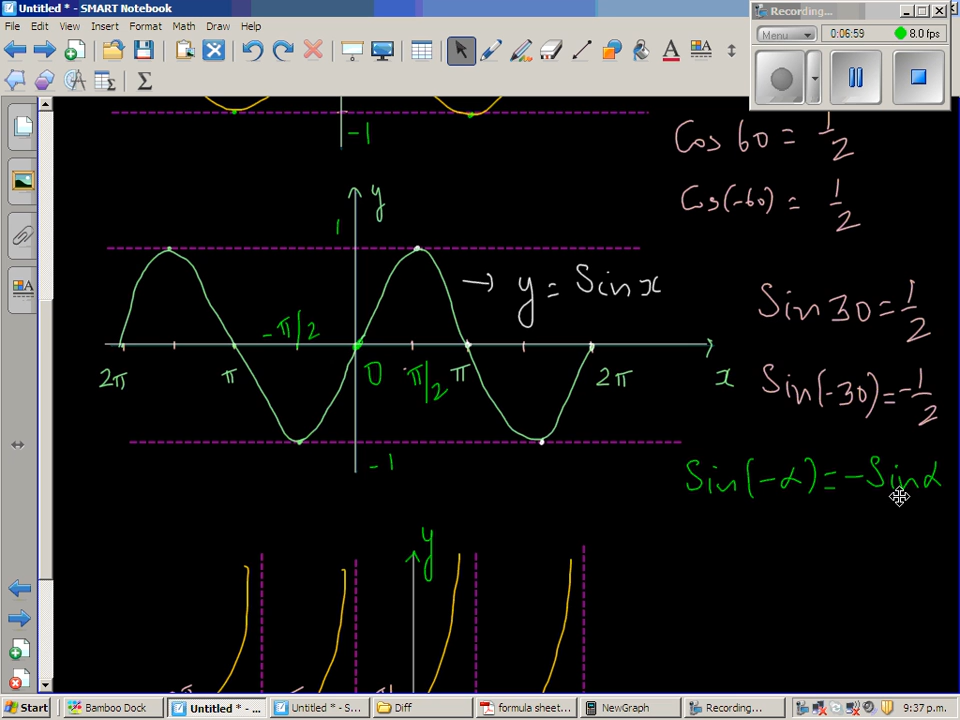 Untitled * - SMART Notebook
File Edit View Insert Format Math Draw Help
Recording...
Menu 0:06:59 8.0 fps
-1
Cos 60 = 1/2
Cos(-60) = 1/2
y
1
→ y = Sin x
Sin 30 = 1/2
-π/2
2π π 0 π/2 π 2π x
Sin(-30) = -1/2
-1
Sin(-α) = -Sin α
y
Start Bamboo Dock Untitled * - ... Untitled * - S... Diff formula sheet... NewGraph Recording... 9:37 p.m.